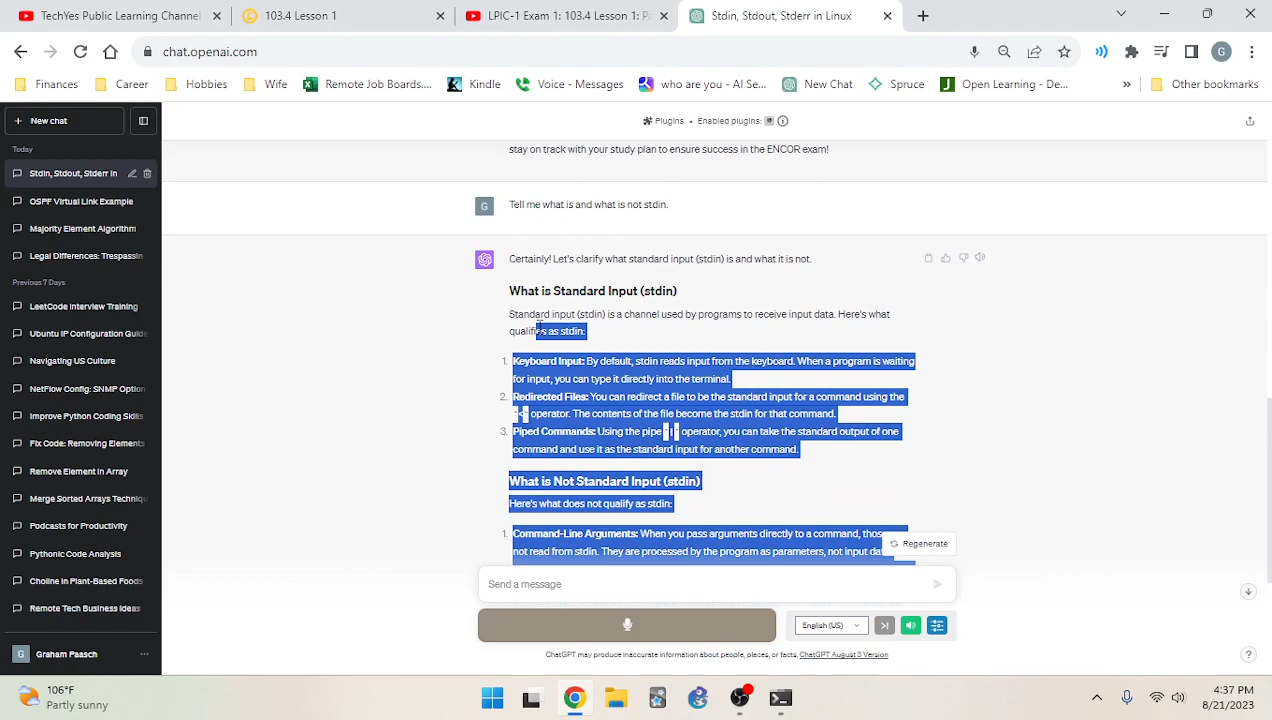 TechYes Public Learning Channel
103.4 Lesson 1
LPIC-1 Exam 1: 103.4 Lesson 1: P
Stdin, Stdout, Stderr in Linux
chat.openai.com
G
Finances
Career
Hobbies
Wife
Remote Job Boards...
Kindle
Voice - Messages
who are you - AI Se...
New Chat
Spruce
Open Learning - De...
»
Other bookmarks
+ New chat
Plugins - Enabled plugins:
Today
Stdin, Stdout, Stderr in
OSPF Virtual Link Example
Majority Element Algorithm
Legal Differences: Trespassin
Previous 7 Days
LeetCode Interview Training
Ubuntu IP Configuration Guide
Navigating US Culture
NetFlow Config: SNMP Option
Improve Python Coding Skills
Fix Code: Removing Elements
Remove Element in Array
Merge Sorted Arrays Techniqu
Podcasts for Productivity
Pythonic Code Analysis
Choline in Plant-Based Foods
Remote Tech Business Ideas
G Graham Paasch ...
stay on track with your study plan to ensure success in the ENCOR exam!
G Tell me what is and what is not stdin.
Certainly! Let's clarify what standard input (stdin) is and what it is not.
What is Standard Input (stdin)
Standard input (stdin) is a channel used by programs to receive input data. Here's what
qualifies as stdin:
1. Keyboard Input: By default, stdin reads input from the keyboard. When a program is waiting
for input, you can type it directly into the terminal.
2. Redirected Files: You can redirect a file to be the standard input for a command using the
`<` operator. The contents of the file become the stdin for that command.
3. Piped Commands: Using the pipe `|` operator, you can take the standard output of one
command and use it as the standard input for another command.
What is Not Standard Input (stdin)
Here's what does not qualify as stdin:
1. Command-Line Arguments: When you pass arguments directly to a command, thos
not read from stdin. They are processed by the program as parameters, not input da
Regenerate
Send a message
English (US)
ChatGPT may produce inaccurate information about people, places, or facts. ChatGPT August 3 Version
?
106°F
Partly sunny
4:37 PM
8/21/2023